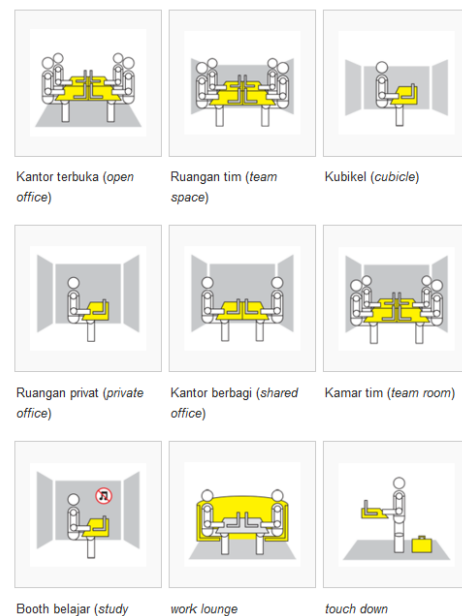 Kantor terbuka (open
office)
Ruangan tim (team
space)
Kubikel (cubicle)
Ruangan privat (private
office)
Kantor berbagi (shared
office)
Kamar tim (team room)
Booth belajar (study
work lounge
touch down